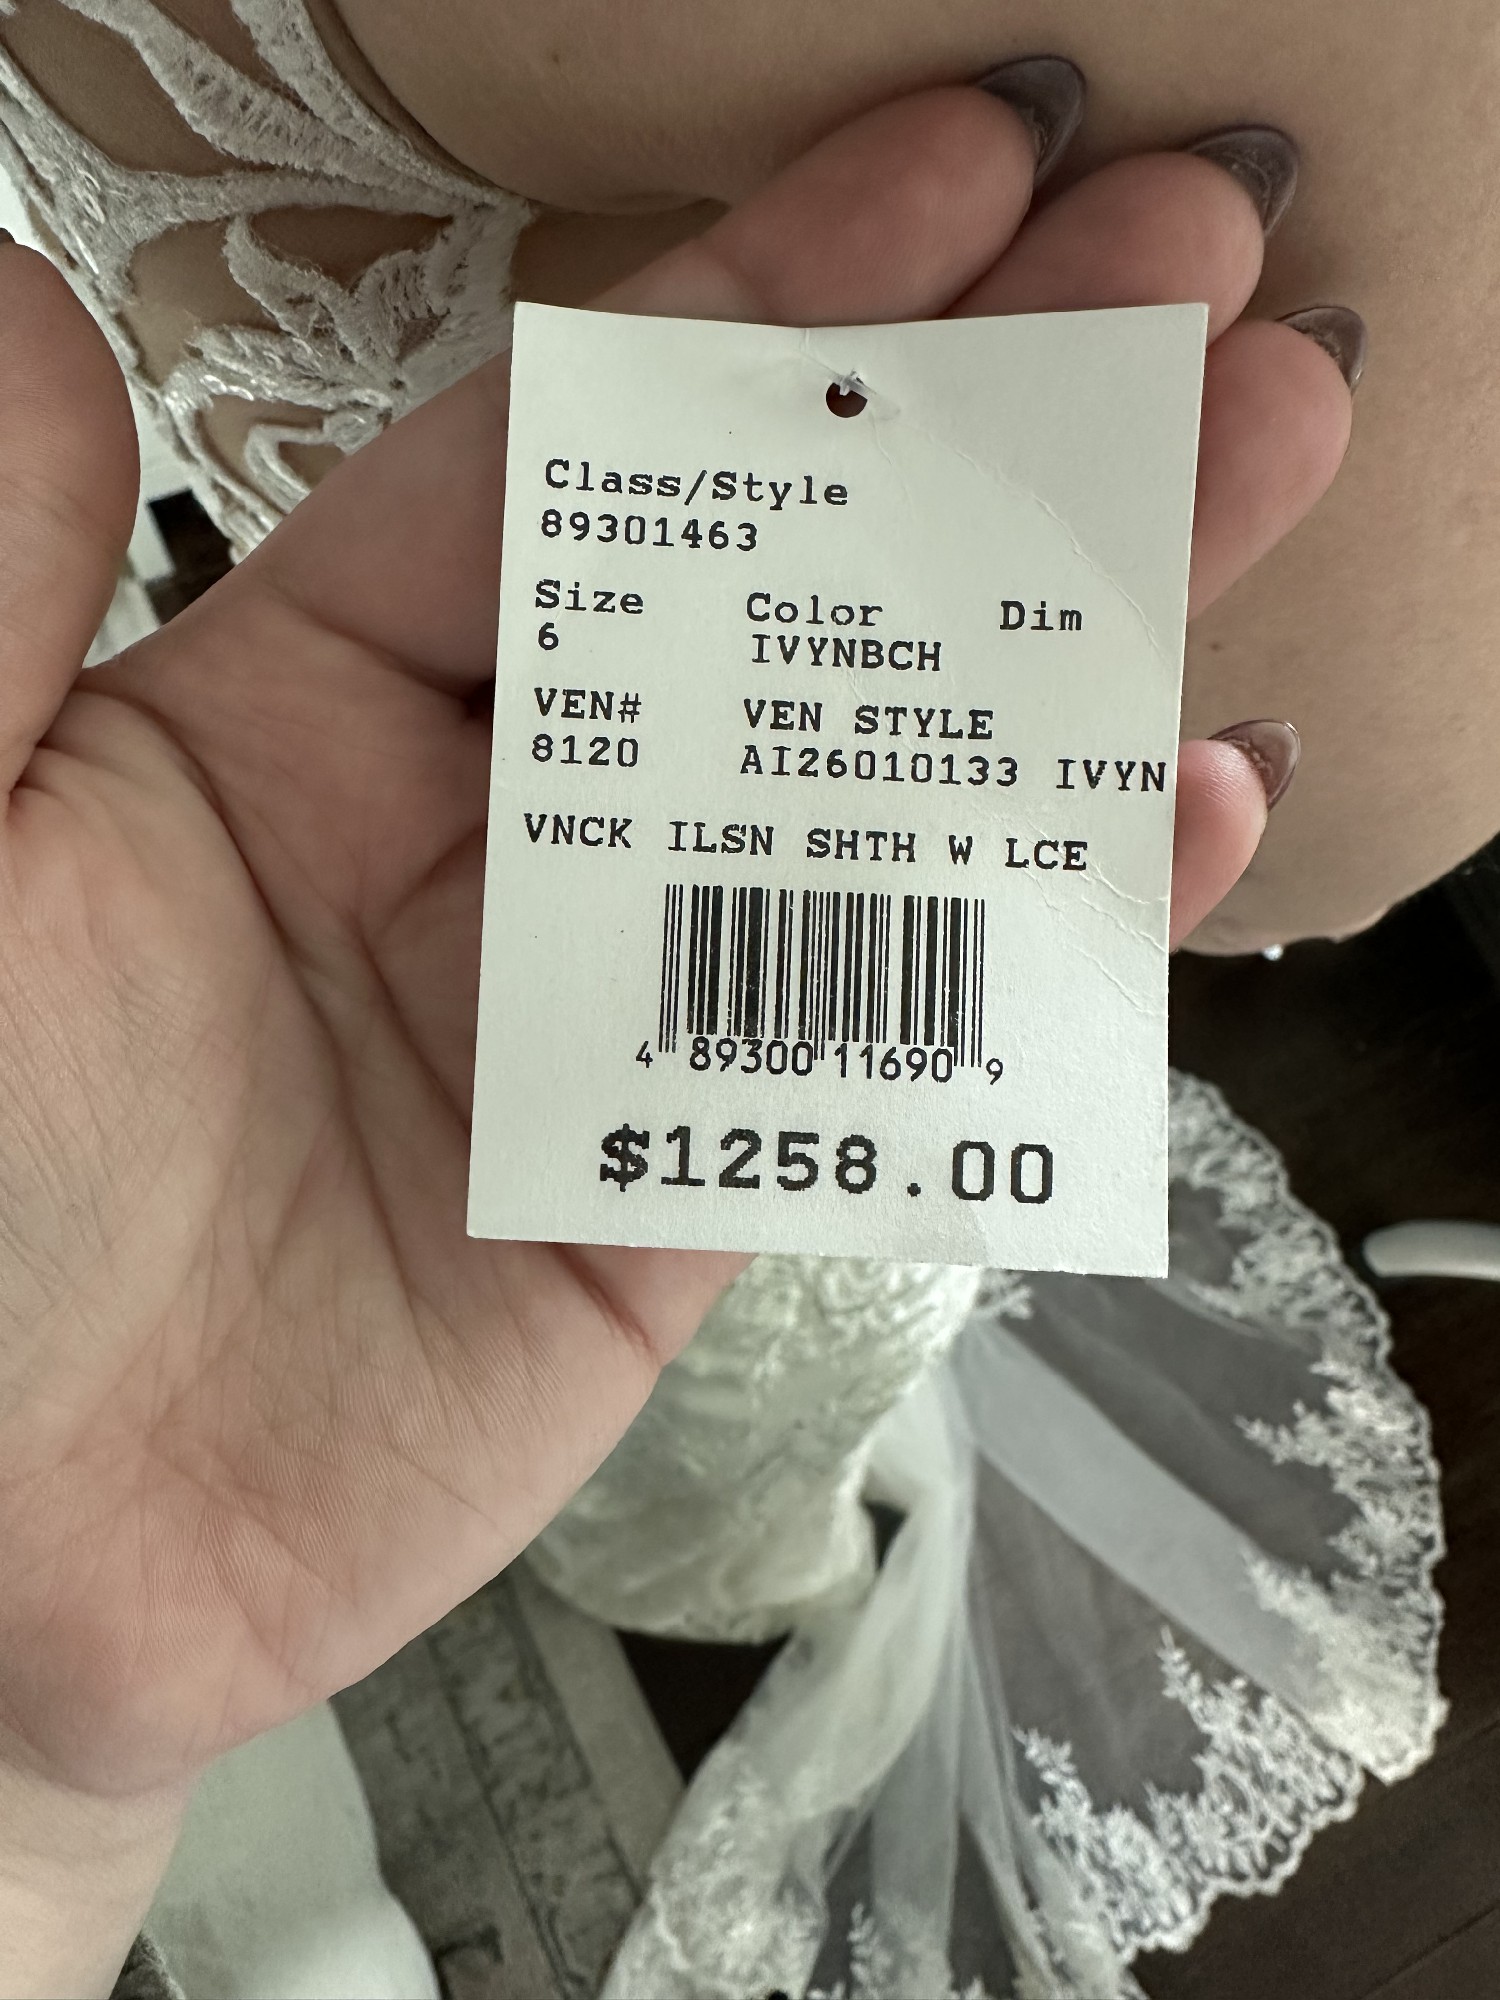 Class/Style
89301463
Size Color Dim
6 IVYNBCH
VEN# VEN STYLE
8120 AI26010133 IVYN
VNCK ILSN SHTH W LCE
4 89300 11690 9
$1258.00